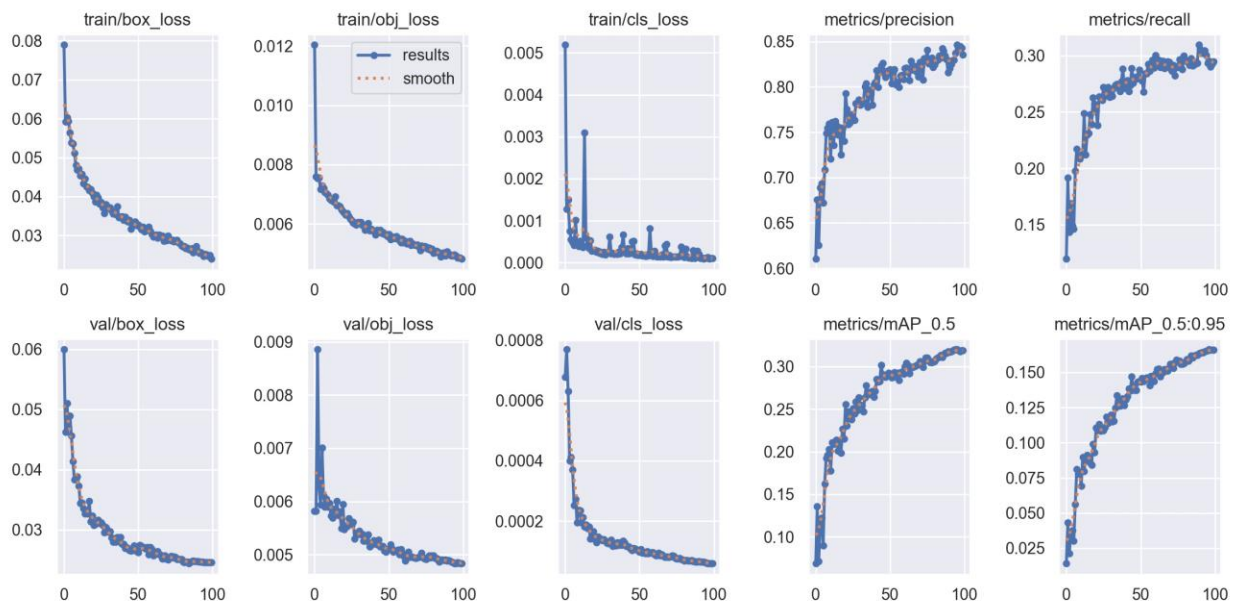 train/box_loss
0.08
0.07
0.06
0.05
0.04
0.03
0 50 100
train/obj_loss
results
smooth
0.012
0.010
0.008
0.006
0 50 100
train/cls_loss
0.005
0.004
0.003
0.002
0.001
0.000
0 50 100
metrics/precision
0.85
0.80
0.75
0.70
0.65
0.60
0 50 100
metrics/recall
0.30
0.25
0.20
0.15
0 50 100
val/box_loss
0.06
0.05
0.04
0.03
0 50 100
val/obj_loss
0.009
0.008
0.007
0.006
0.005
0 50 100
val/cls_loss
0.0008
0.0006
0.0004
0.0002
0 50 100
metrics/mAP_0.5
0.30
0.25
0.20
0.15
0.10
0 50 100
metrics/mAP_0.5:0.95
0.150
0.125
0.100
0.075
0.050
0.025
0 50 100